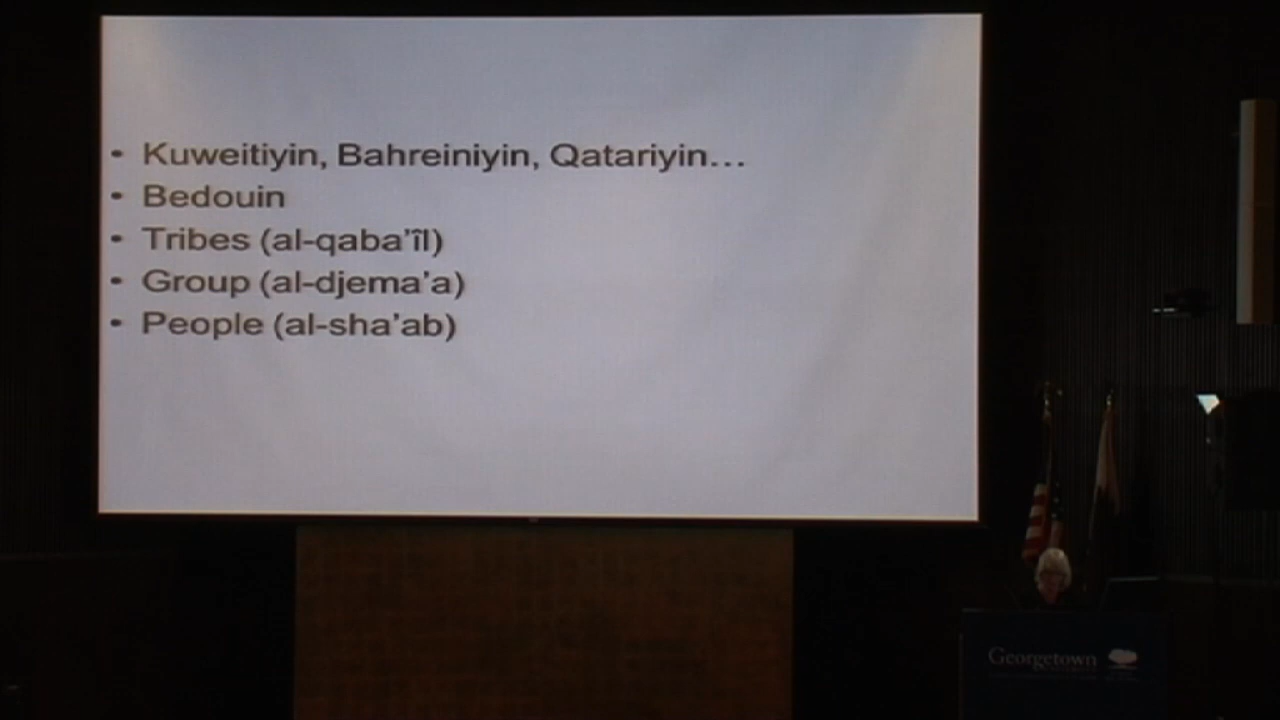 • Kuweitiyin, Bahreiniyin, Qatariyin...
• Bedouin
• Tribes (al-qaba'îl)
• Group (al-djema'a)
• People (al-sha'ab)
Georgetown